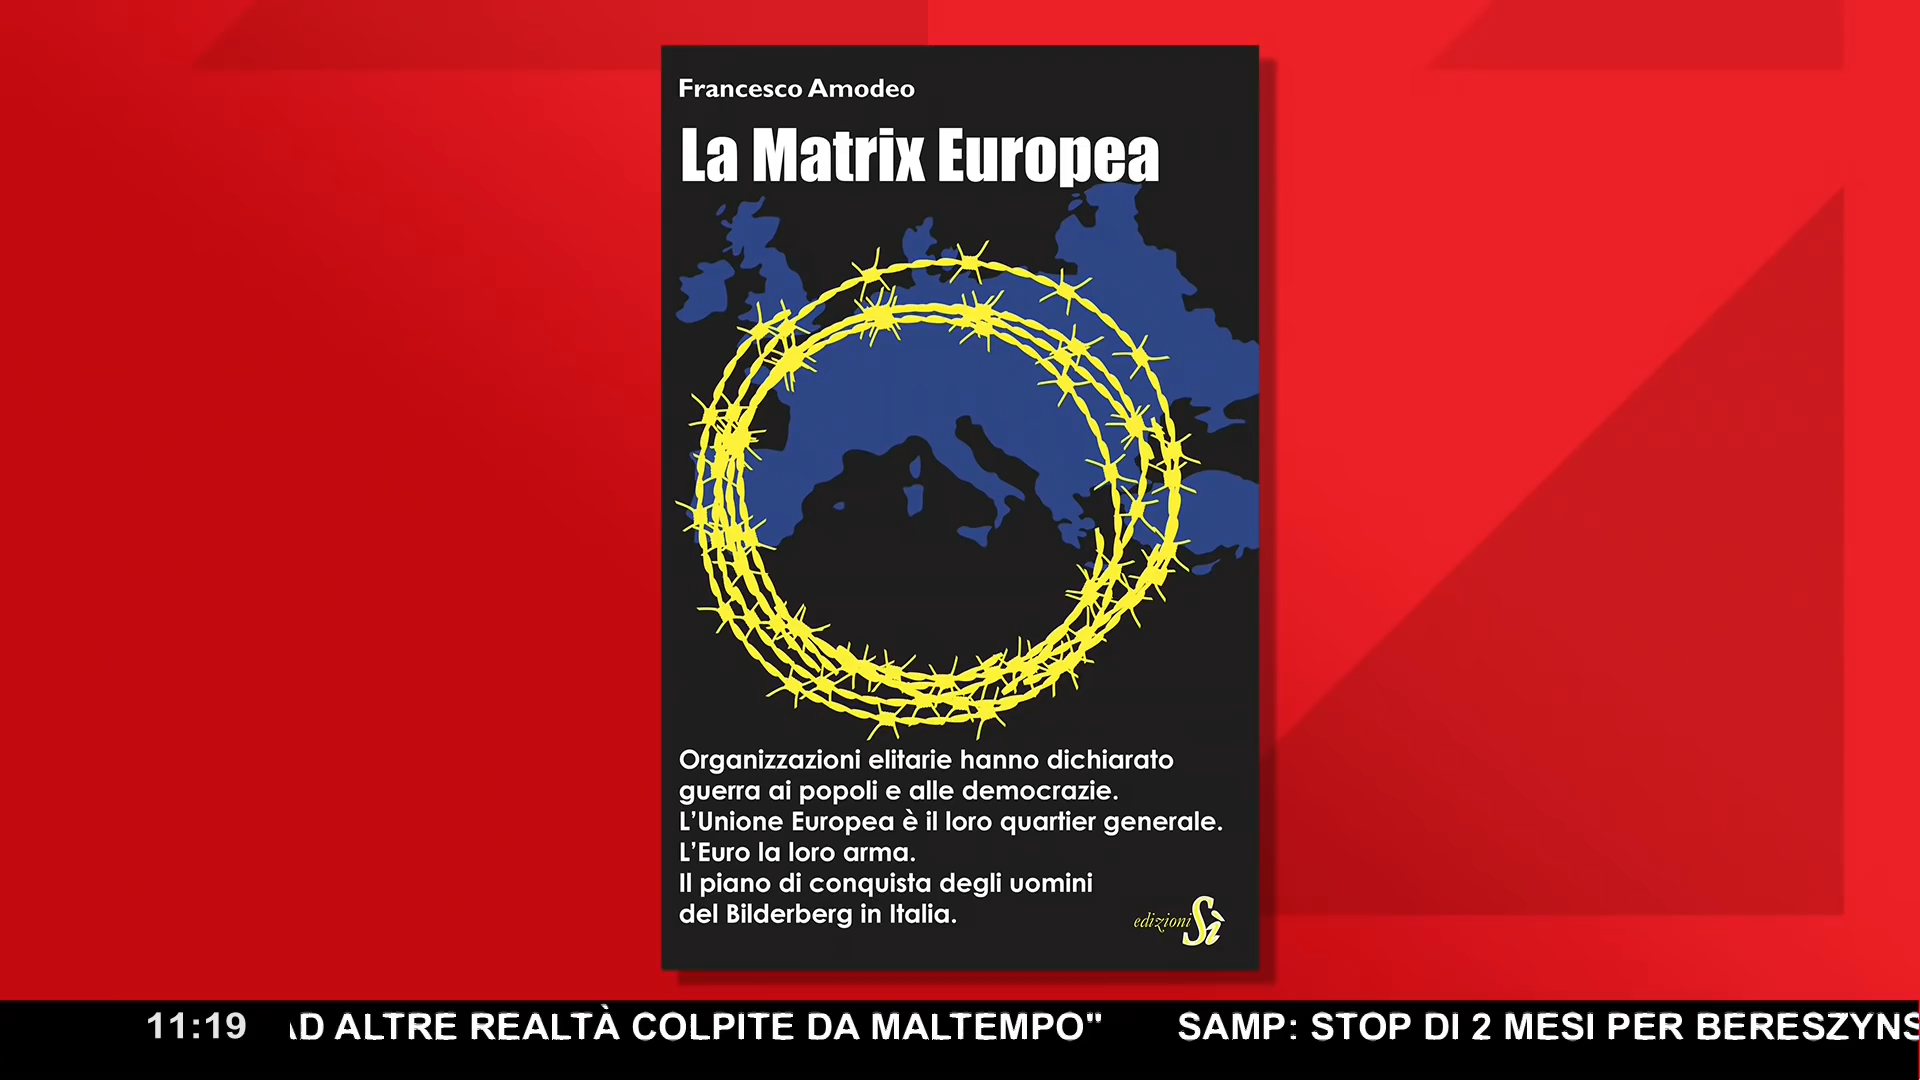 Francesco Amodeo
La Matrix Europea
Organizzazioni elitarie hanno dichiarato
guerra ai popoli e alle democrazie.
L'Unione Europea è il loro quartier generale.
L'Euro la loro arma.
Il piano di conquista degli uomini
del Bilderberg in Italia.
edizioni Sì
11:19 AD ALTRE REALTÀ COLPITE DA MALTEMPO" SAMP: STOP DI 2 MESI PER BERESZYNS